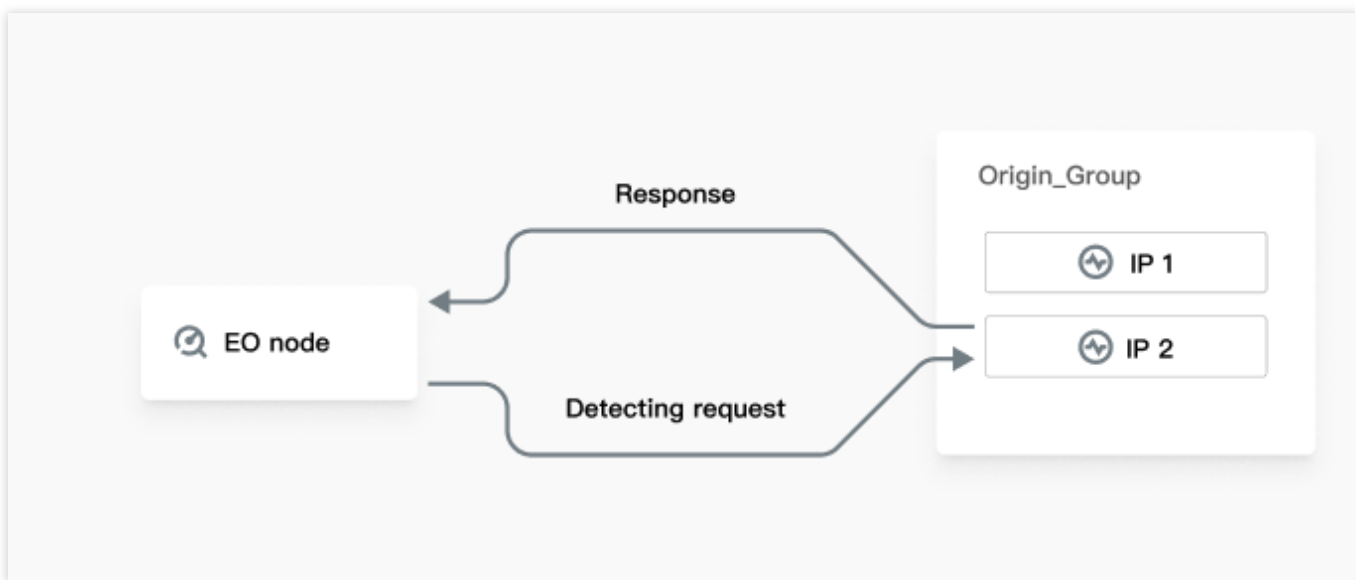 Origin_Group
Response
IP 1
EO node
IP 2
Detecting request